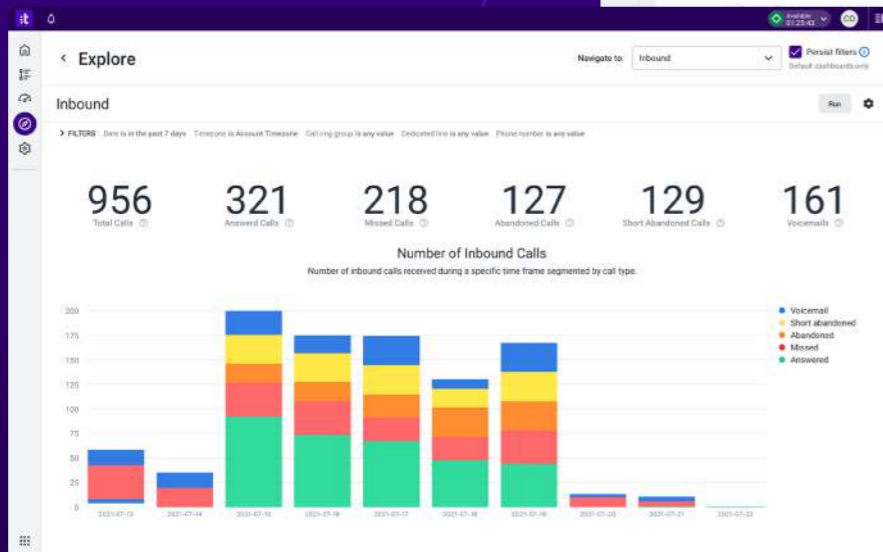 :t
Available
01:25:43
CO
Explore
Navigate to:
Inbound
Persist filters
Default dashboards only
Inbound
Run
FILTERS Date is in the past 7 days Timezone is Account Timezone Call ring group is any value Dedicated line is any value Phone number is any value
956
321
218
127
129
161
Total Calls
Answerd Calls
Missed Calls
Abandoned Calls
Short Abandoned Calls
Voicemails
Number of Inbound Calls
Number of inbound calls received during a specific time frame segmented by call type.
200
175
150
125
100
75
50
25
0
2021-07-13
2021-07-14
2021-07-15
2021-07-16
2021-07-17
2021-07-18
2021-07-19
2021-07-20
2021-07-21
2021-07-22
Voicemail
Short abandoned
Abandoned
Missed
Answered